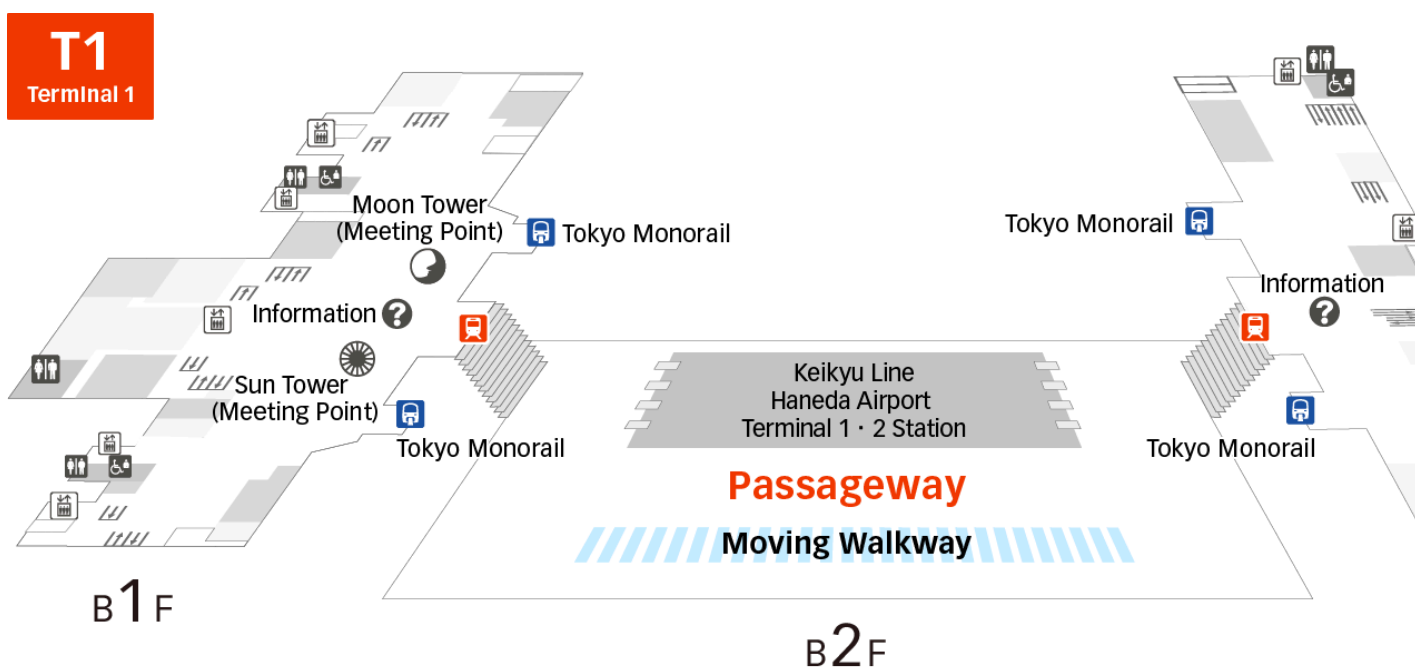 T1
Terminal 1
Moon Tower
(Meeting Point)
Tokyo Monorail
Tokyo Monorail
Information
Information
Sun Tower
(Meeting Point)
Keikyu Line
Haneda Airport
Terminal 1・2 Station
Tokyo Monorail
Tokyo Monorail
Passageway
Moving Walkway
B1F
B2F